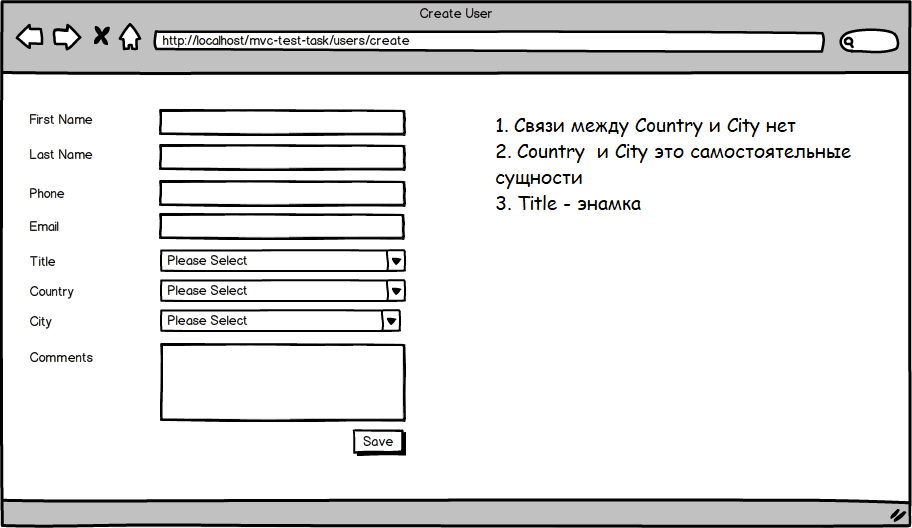 Create User
http://localhost/mvc-test-task/users/create
First Name
Last Name
Phone
Email
Title Please Select
Country Please Select
City Please Select
Comments
Save
1. Связи между Country и City нет
2. Country и City это самостоятельные
сущности
3. Title - энамка